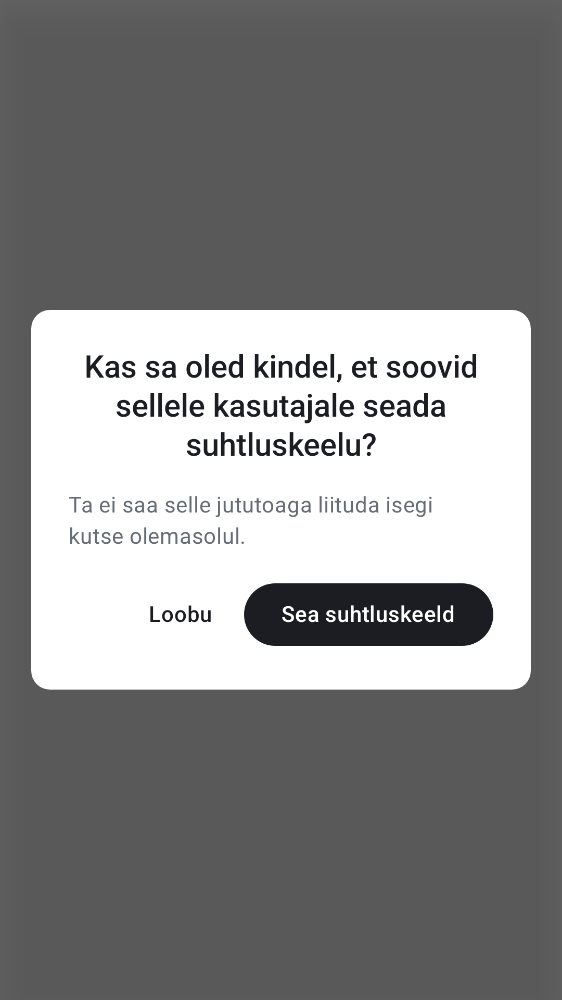 Kas sa oled kindel, et soovid
sellele kasutajale seada
suhtluskeelu?
Ta ei saa selle jututoaga liituda isegi
kutse olemasolul.
Loobu
Sea suhtluskeeld